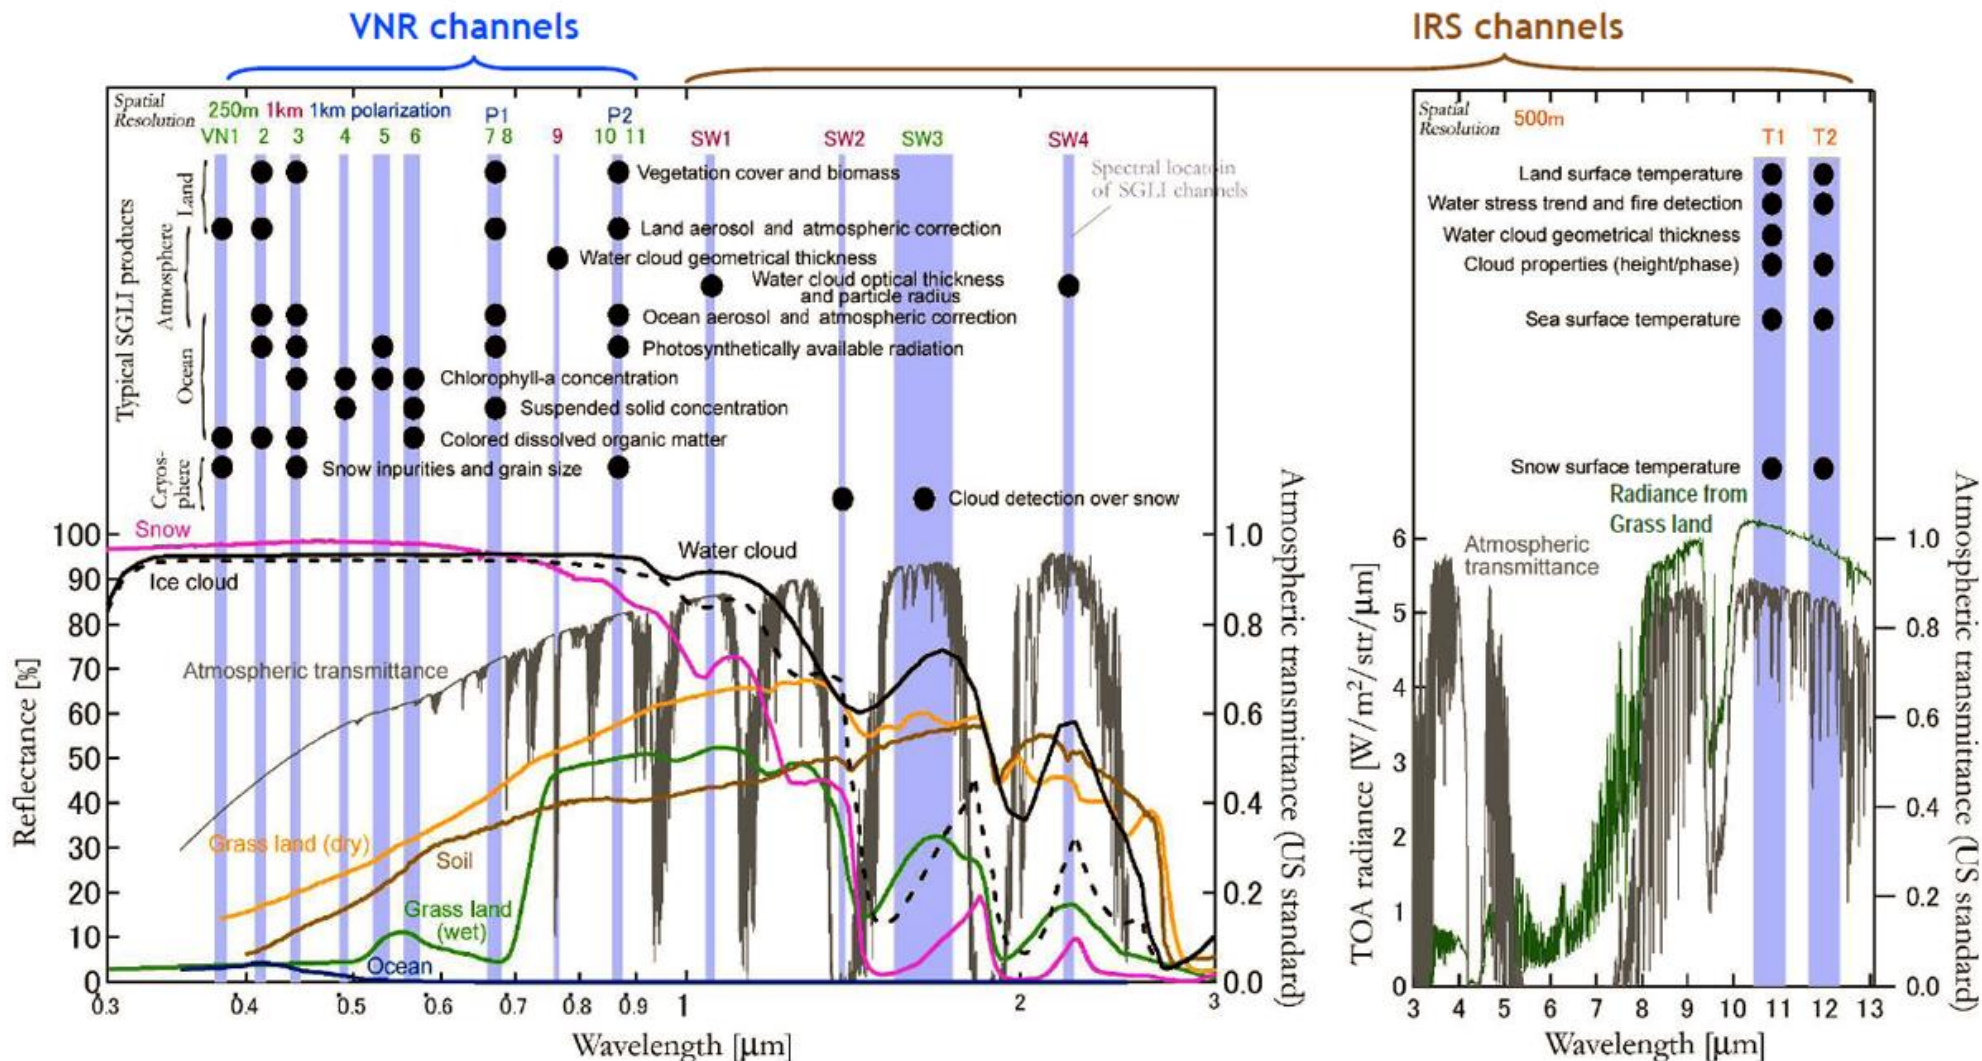 VNR channels
IRS channels
Spatial
Resolution
250m 1km 1km polarization
P1
P2
VN1 2 3 4 5 6 7 8 9 10 11 SW1 SW2 SW3 SW4
Spectral locatoin
of SGLI channels
Typical SGLI products
Land
Atmosphere
Ocean
Cryos-
phere
Vegetation cover and biomass
Land aerosol and atmospheric correction
Water cloud geometrical thickness
Water cloud optical thickness
and particle radius
Ocean aerosol and atmospheric correction
Photosynthetically available radiation
Chlorophyll-a concentration
Suspended solid concentration
Colored dissolved organic matter
Snow inpurities and grain size
Cloud detection over snow
Snow
Water cloud
Ice cloud
Atmospheric transmittance
Grass land (dry)
Soil
Grass land
(wet)
Ocean
Reflectance [%]
100
90
80
70
60
50
40
30
20
10
0
1.0
0.8
0.6
0.4
0.2
0.0
Atmospheric transmittance (US standard)
0.3 0.4 0.5 0.6 0.7 0.8 0.9 1 2 3
Wavelength [μm]
Spatial
Resolution
500m
T1 T2
Land surface temperature
Water stress trend and fire detection
Water cloud geometrical thickness
Cloud properties (height/phase)
Sea surface temperature
Snow surface temperature
Radiance from
Grass land
Atmospheric
transmittance
TOA radiance [W/m²/str/μm]
6
5
4
3
2
1
0
1.0
0.8
0.6
0.4
0.2
0.0
Atmospheric transmittance (US standard)
3 4 5 6 7 8 9 10 11 12 13
Wavelength [μm]